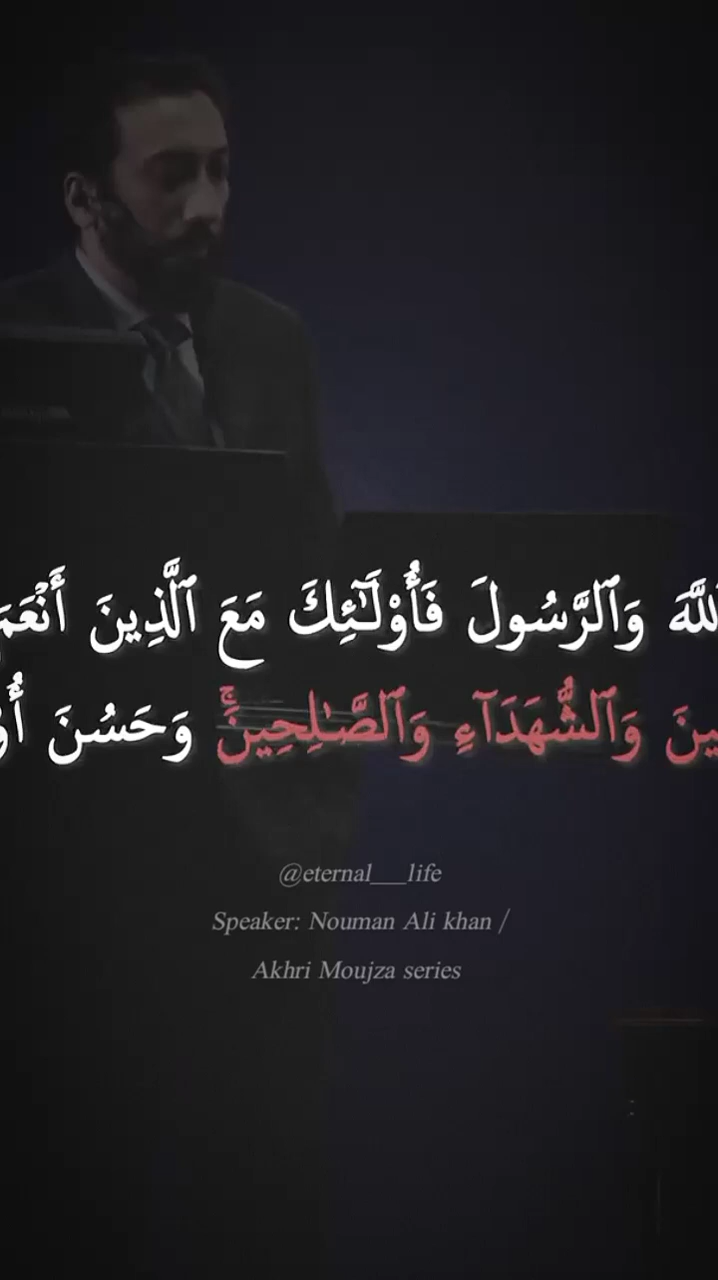 ٱللَّهَ وَٱلرَّسُولَ فَأُو۟لَـٰٓئِكَ مَعَ ٱلَّذِينَ
وَٱلشُّهَدَآءِ وَٱلصَّـٰلِحِينَ ۚ وَحَسُنَ
@eternal___life
Speaker: Nouman Ali khan /
Akhri Moujza series